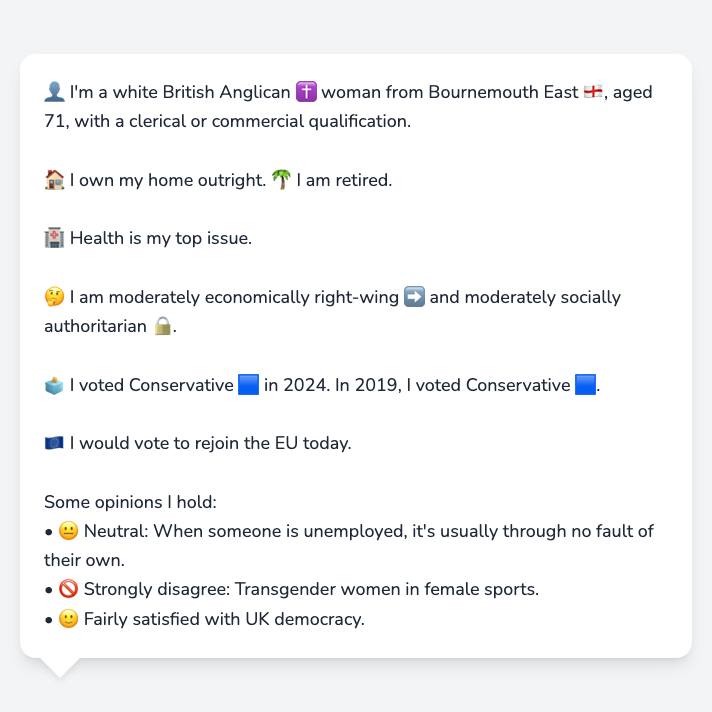 👤 I'm a white British Anglican ✝️ woman from Bournemouth East 🏴󠁧󠁢󠁥󠁮󠁧󠁿, aged
71, with a clerical or commercial qualification.
🏠 I own my home outright. 🌴 I am retired.
🏥 Health is my top issue.
🤔 I am moderately economically right-wing ➡️ and moderately socially
authoritarian 🔒.
🗳️ I voted Conservative 🟦 in 2024. In 2019, I voted Conservative 🟦.
🇪🇺 I would vote to rejoin the EU today.
Some opinions I hold:
• 😐 Neutral: When someone is unemployed, it's usually through no fault of
their own.
• 🚫 Strongly disagree: Transgender women in female sports.
• 🙂 Fairly satisfied with UK democracy.